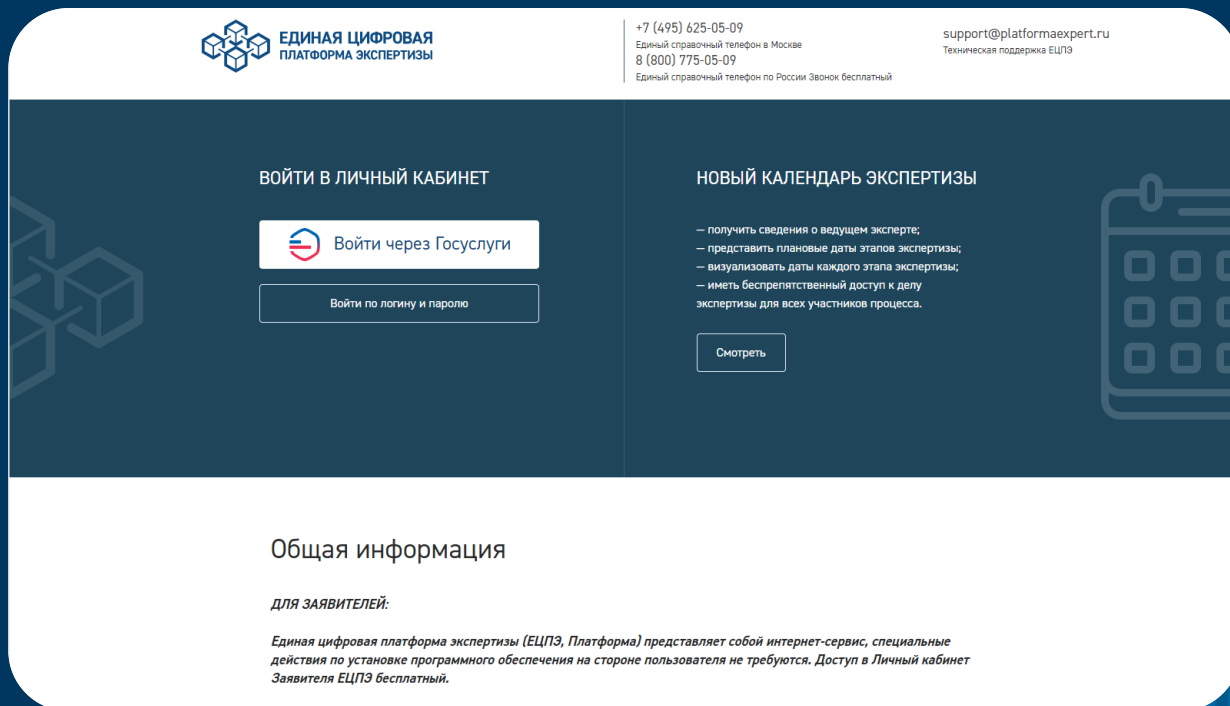 ЕДИНАЯ ЦИФРОВАЯ
ПЛАТФОРМА ЭКСПЕРТИЗЫ
+7 (495) 625-05-09
Единый справочный телефон в Москве
8 (800) 775-05-09
Единый справочный телефон по России Звонок бесплатный
support@platformaexpert.ru
Техническая поддержка ЕЦПЭ
ВОЙТИ В ЛИЧНЫЙ КАБИНЕТ
Войти через Госуслуги
Войти по логину и паролю
НОВЫЙ КАЛЕНДАРЬ ЭКСПЕРТИЗЫ
— получить сведения о ведущем эксперте;
— представить плановые даты этапов экспертизы;
— визуализовать даты каждого этапа экспертизы;
— иметь беспрепятственный доступ к делу
экспертизы для всех участников процесса.
Смотреть
Общая информация
ДЛЯ ЗАЯВИТЕЛЕЙ:
Единая цифровая платформа экспертизы (ЕЦПЭ, Платформа) представляет собой интернет-сервис, специальные
действия по установке программного обеспечения на стороне пользователя не требуются. Доступ в Личный кабинет
Заявителя ЕЦПЭ бесплатный.